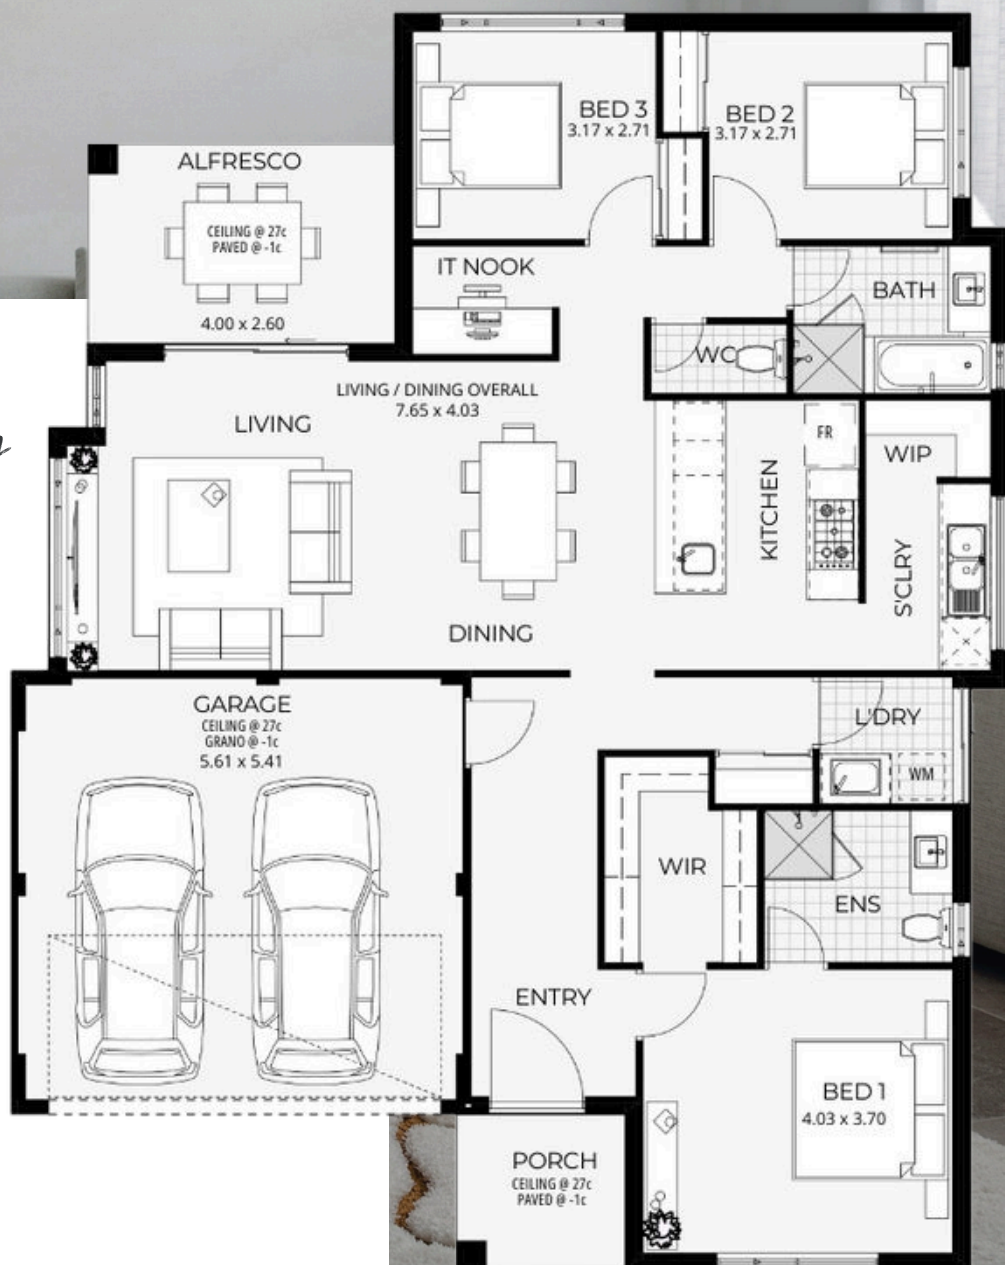 BED 3
3.17 x 2.71
BED 2
3.17 x 2.71
ALFRESCO
CEILING @ 27c
PAVED @ -1c
4.00 x 2.60
IT NOOK
BATH
WC
LIVING / DINING OVERALL
7.65 x 4.03
LIVING
FR
KITCHEN
WIP
S'CLRY
DINING
GARAGE
CEILING @ 27c
GRANO @ -1c
5.61 x 5.41
L'DRY
WM
WIR
ENS
ENTRY
BED 1
4.03 x 3.70
PORCH
CEILING @ 27c
PAVED @ -1c